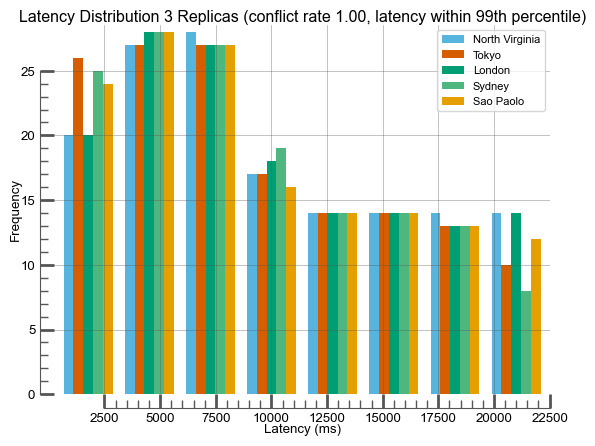 Latency Distribution 3 Replicas (conflict rate 1.00, latency within 99th percentile)
North Virginia
Tokyo
London
Sydney
Sao Paolo
25
20
15
10
5
0
Frequency
2500 5000 7500 10000 12500 15000 17500 20000 22500
Latency (ms)